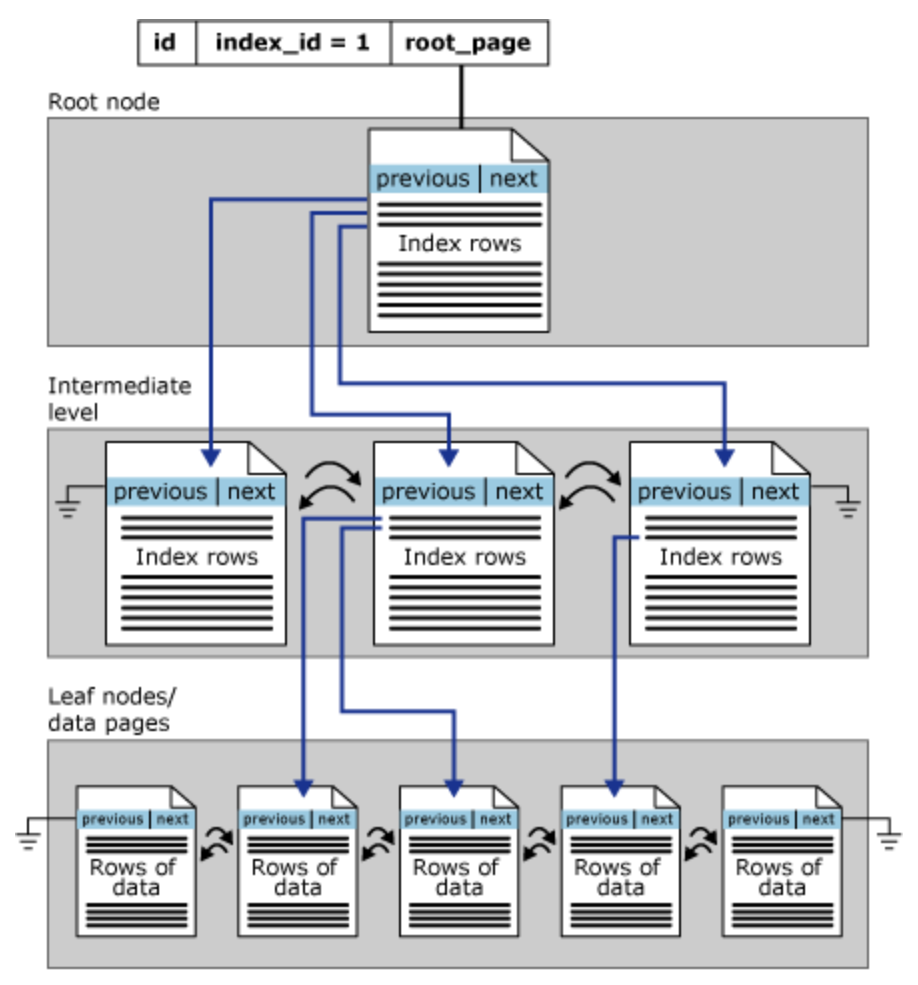 id index_id = 1 root_page
Root node
previous next
Index rows
Intermediate
level
previous next previous next previous next
Index rows Index rows Index rows
Leaf nodes/
data pages
previous next previous next previous next previous next previous next
Rows of Rows of Rows of Rows of Rows of
data data data data data